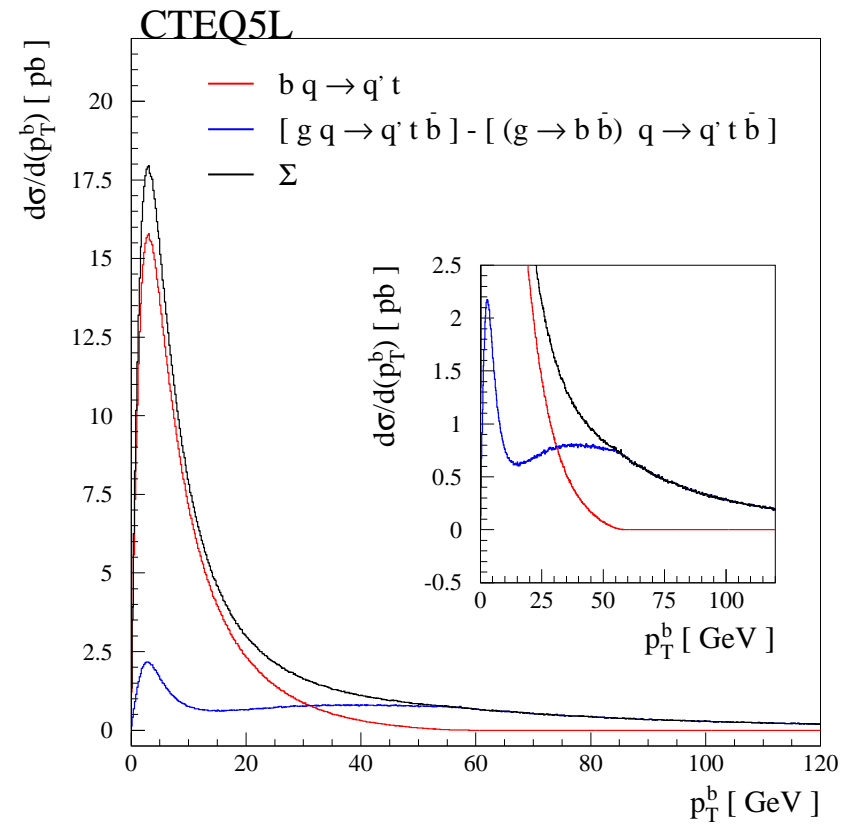 CTEQ5L
dσ/d(p_T^b) [ pb ]
b q → q’ t
[ g q → q’ t b̄ ] - [ (g → b b̄) q → q’ t b̄ ]
Σ
20
17.5
15
12.5
10
7.5
5
2.5
0
0 20 40 60 80 100 120
p_T^b [ GeV ]
dσ/d(p_T^b) [ pb ]
2.5
2
1.5
1
0.5
0
-0.5
0 25 50 75 100
p_T^b [ GeV ]